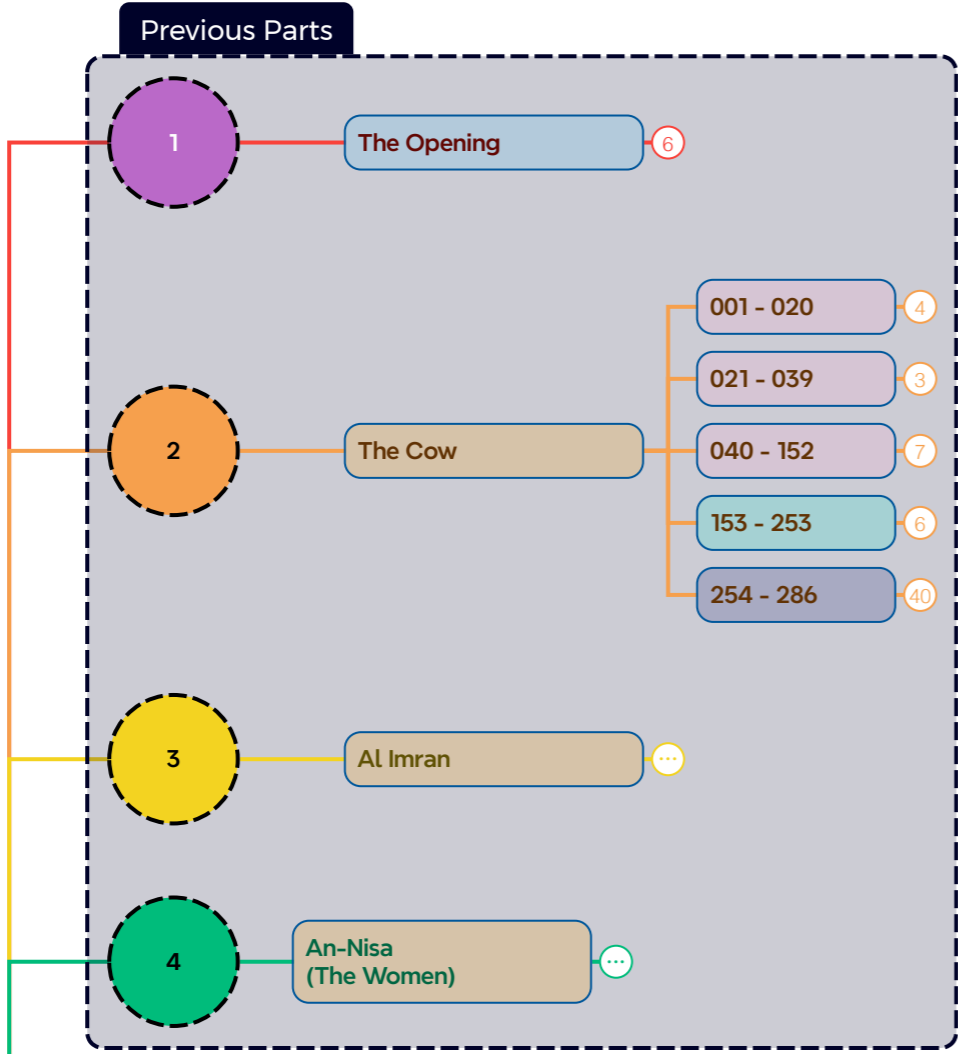 Previous Parts
1
The Opening
6
2
The Cow
001 - 020
4
021 - 039
3
040 - 152
7
153 - 253
6
254 - 286
40
3
Al Imran
...
4
An-Nisa
(The Women)
...